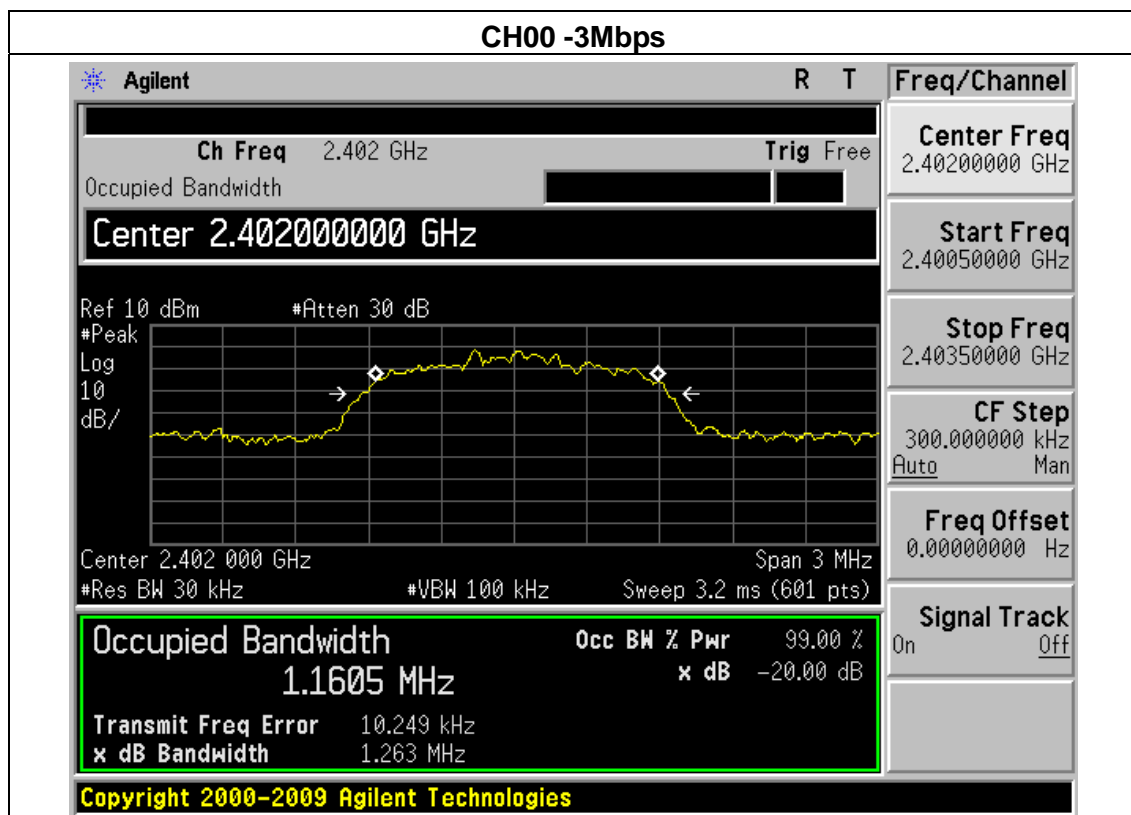 CH00 -3Mbps
Agilent R T
Freq/Channel
Ch Freq 2.402 GHz Trig Free
Occupied Bandwidth
Center 2.402000000 GHz
Ref 10 dBm #Atten 30 dB
#Peak
Log
10
dB/
Center 2.402 000 GHz Span 3 MHz
#Res BW 30 kHz #VBW 100 kHz Sweep 3.2 ms (601 pts)
Occupied Bandwidth Occ BW % Pwr 99.00 %
1.1605 MHz x dB -20.00 dB
Transmit Freq Error 10.249 kHz
x dB Bandwidth 1.263 MHz
Copyright 2000-2009 Agilent Technologies
Center Freq
2.40200000 GHz
Start Freq
2.40050000 GHz
Stop Freq
2.40350000 GHz
CF Step
300.000000 kHz
Auto Man
Freq Offset
0.00000000 Hz
Signal Track
On Off